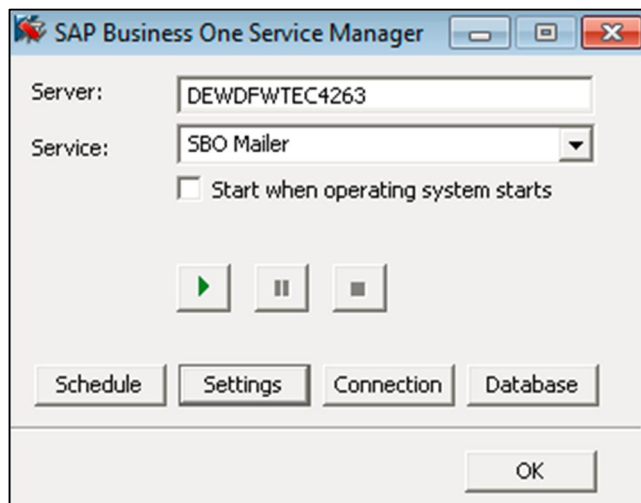 SAP Business One Service Manager
Server: DEWDFWTEC4263
Service: SBO Mailer
Start when operating system starts
Schedule Settings Connection Database
OK